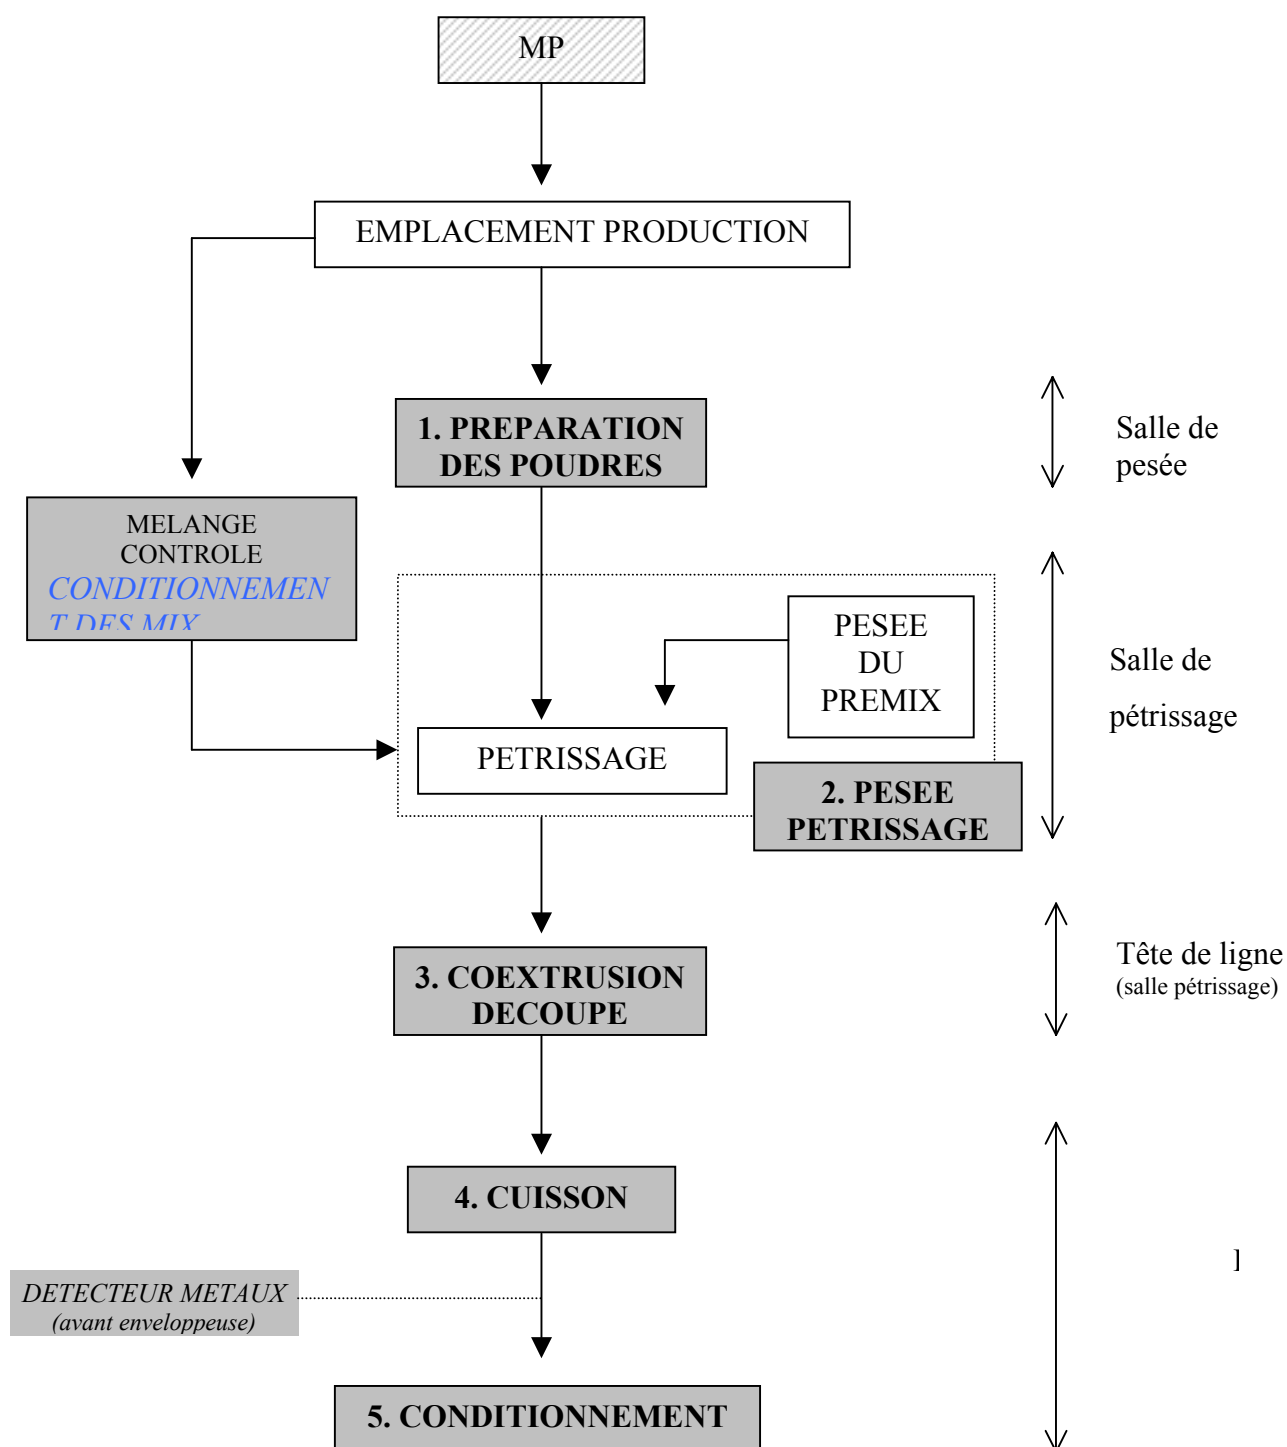 MP
EMPLACEMENT PRODUCTION
1. PREPARATION
DES POUDRES
Salle de
pesée
MELANGE
CONTROLE
CONDITIONNEMEN
T DES MIX
PESEE
DU
PREMIX
PETRISSAGE
2. PESEE
PETRISSAGE
Salle de
pétrissage
3. COEXTRUSION
DECOUPE
Tête de ligne
(salle pétrissage)
4. CUISSON
DETECTEUR METAUX
(avant enveloppeuse)
5. CONDITIONNEMENT